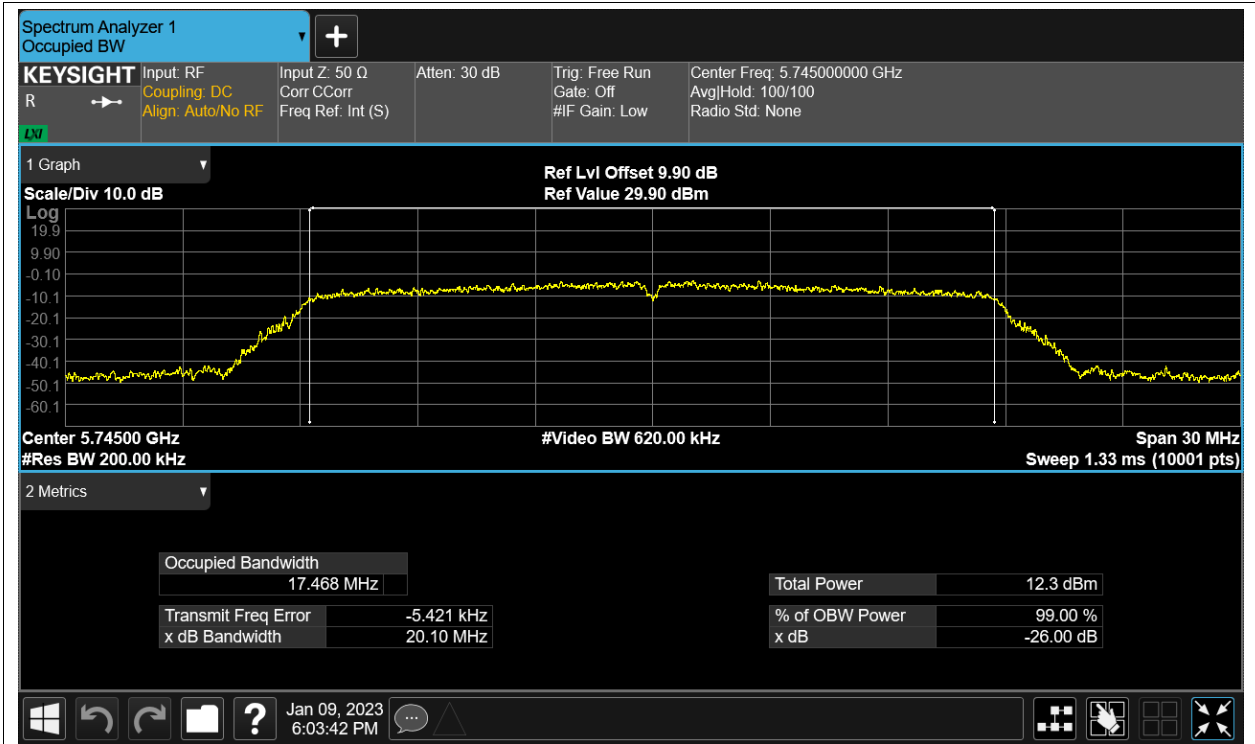 Spectrum Analyzer 1
Occupied BW
KEYSIGHT
R
LXI
Input: RF
Coupling: DC
Align: Auto/No RF
Input Z: 50 Ω
Corr CCorr
Freq Ref: Int (S)
Atten: 30 dB
Trig: Free Run
Gate: Off
#IF Gain: Low
Center Freq: 5.745000000 GHz
Avg|Hold: 100/100
Radio Std: None
1 Graph
Scale/Div 10.0 dB
Ref Lvl Offset 9.90 dB
Ref Value 29.90 dBm
Log
19.9
9.90
-0.10
-10.1
-20.1
-30.1
-40.1
-50.1
-60.1
Center 5.74500 GHz
#Video BW 620.00 kHz
Span 30 MHz
#Res BW 200.00 kHz
Sweep 1.33 ms (10001 pts)
2 Metrics
Occupied Bandwidth
17.468 MHz
Transmit Freq Error -5.421 kHz
x dB Bandwidth 20.10 MHz
Total Power 12.3 dBm
% of OBW Power 99.00 %
x dB -26.00 dB
?
Jan 09, 2023
6:03:42 PM